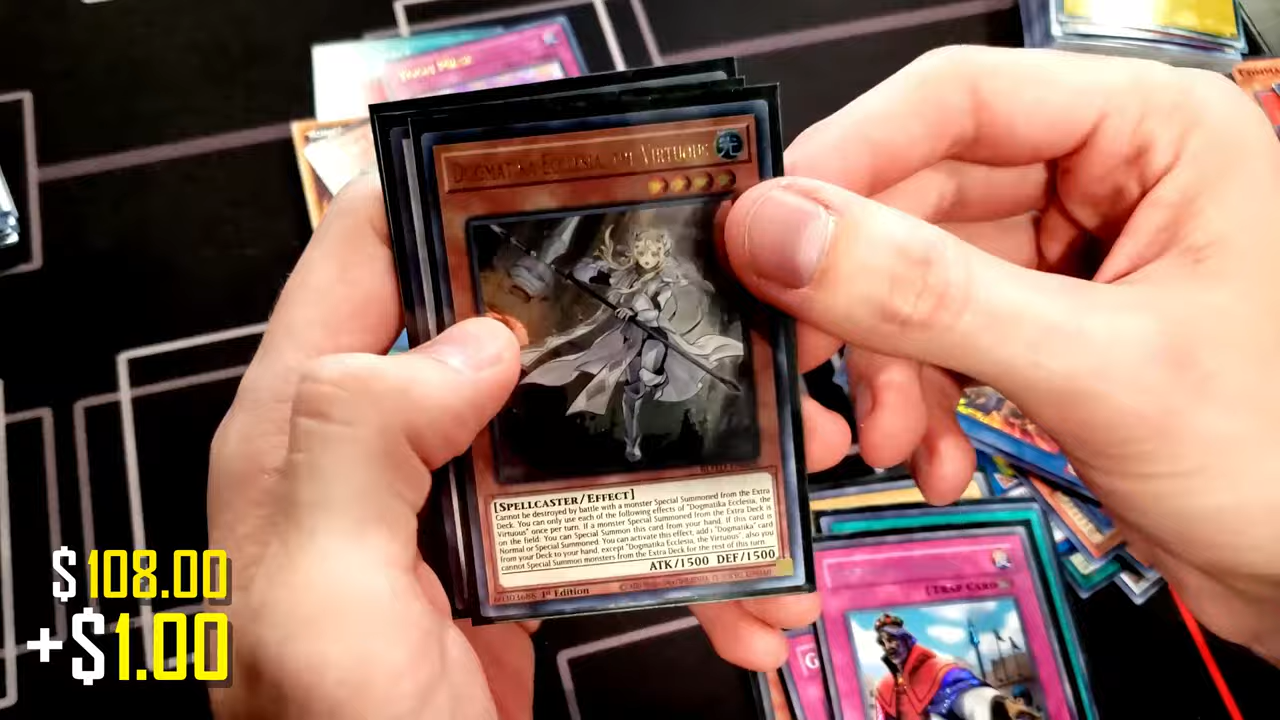 DOGMATIKA ECCLESIA, THE VIRTUOUS
光
[SPELLCASTER/EFFECT]
Cannot be destroyed by battle with a monster Special Summoned from the Extra
Deck. You can only use each of the following effects of "Dogmatika Ecclesia, the
Virtuous" once per turn. If a monster Special Summoned from the Extra Deck is
on the field: You can Special Summon this card from your hand. If this card is
Normal or Special Summoned: You can activate this effect; add 1 "Dogmatika" card
from your Deck to your hand, except "Dogmatika Ecclesia, the Virtuous", also you
cannot Special Summon monsters from the Extra Deck for the rest of this turn.
ATK/1500 DEF/1500
60303688 1st Edition
[TRAP CARD
G
$108.00
+$1.00